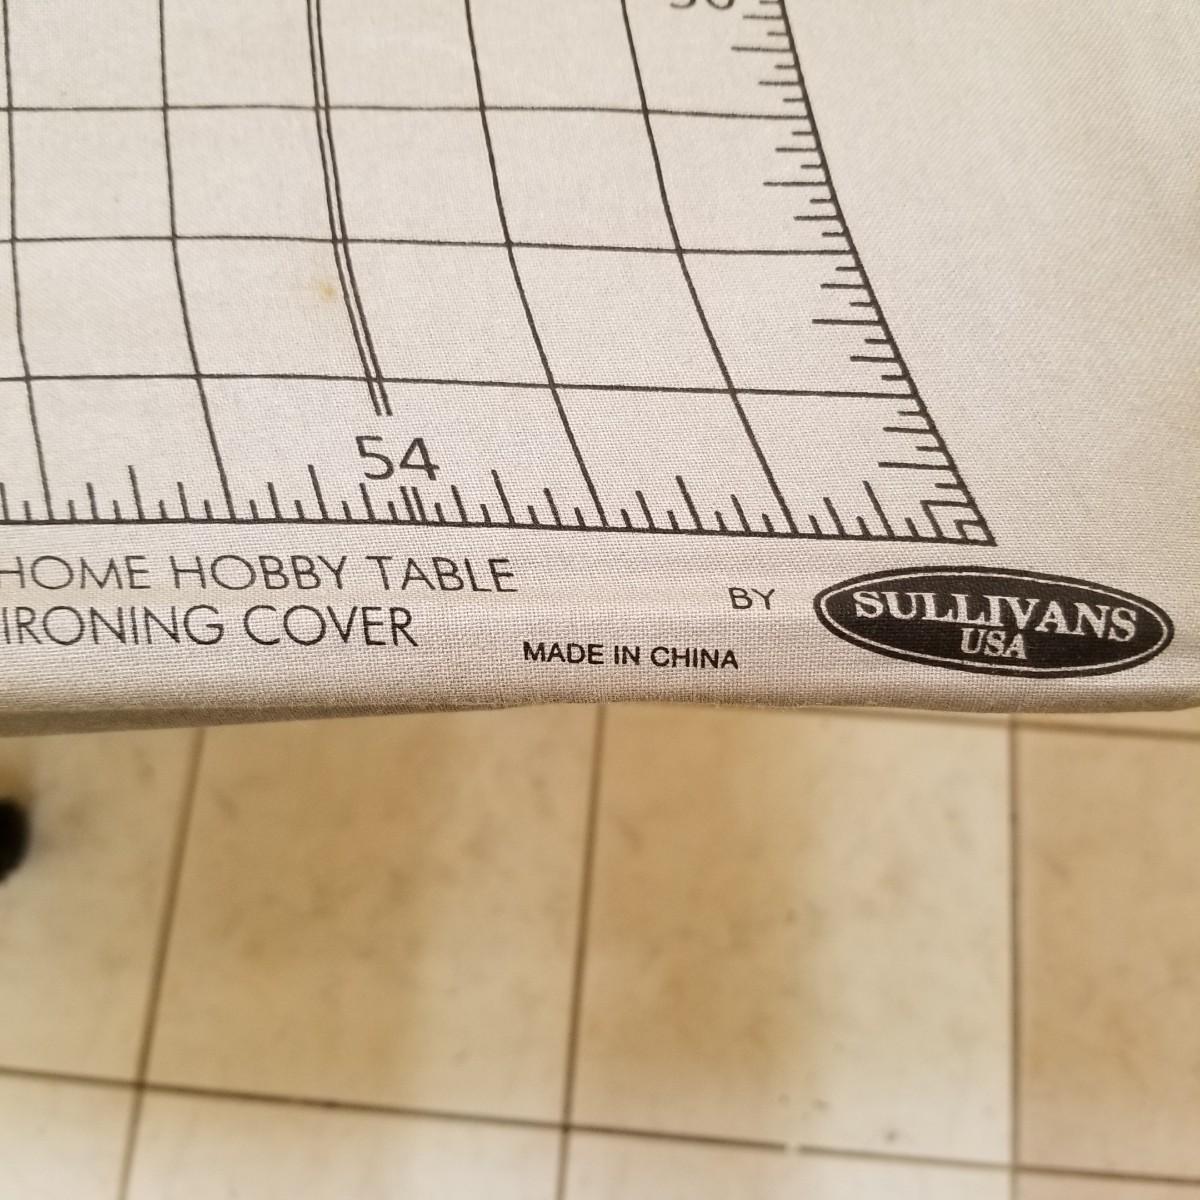 54
HOME HOBBY TABLE
IRONING COVER
MADE IN CHINA
BY
SULLIVANS
USA